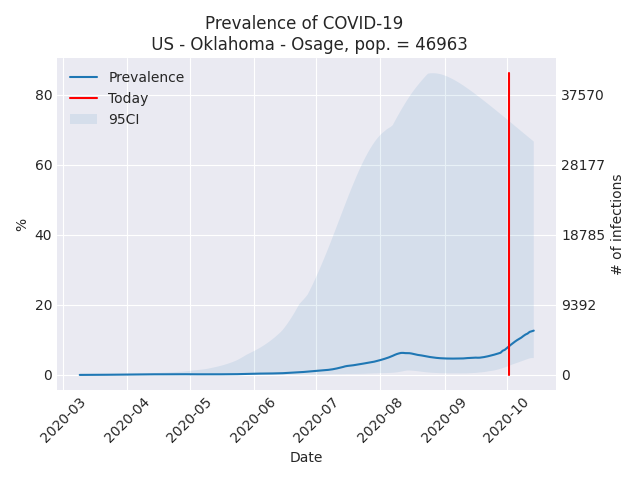 Prevalence of COVID-19
US - Oklahoma - Osage, pop. = 46963
Prevalence
Today
95CI
80
60
40
20
0
%
37570
28177
18785
9392
0
# of infections
2020-03
2020-04
2020-05
2020-06
2020-07
2020-08
2020-09
2020-10
Date